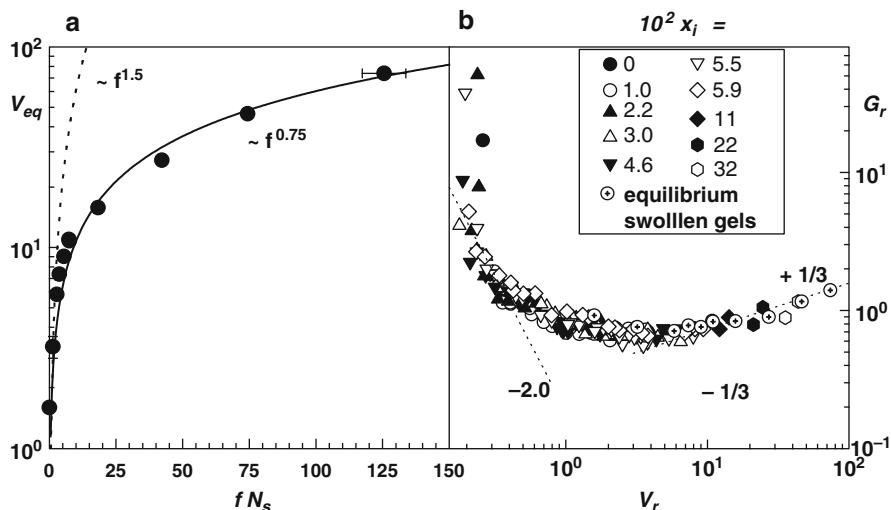 a
b
10² xᵢ =
10²
V_eq
~ f^1.5
~ f^0.75
10¹
10⁰
0
25
50
75
100
125
150
f N_s
0
1.0
2.2
3.0
4.6
5.5
5.9
11
22
32
equilibrium
swolllen gels
G_r
10¹
10⁰
10⁻¹
+ 1/3
− 1/3
−2.0
10⁰
10¹
10²
V_r